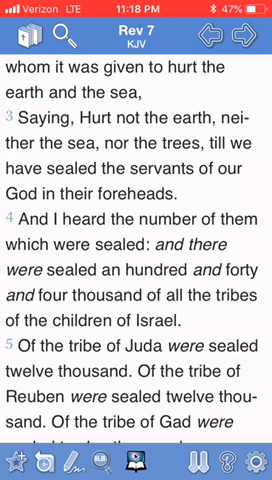 Verizon LTE 11:18 PM 47%
Rev 7
KJV
whom it was given to hurt the
earth and the sea,
3 Saying, Hurt not the earth, nei-
ther the sea, nor the trees, till we
have sealed the servants of our
God in their foreheads.
4 And I heard the number of them
which were sealed: and there
were sealed an hundred and forty
and four thousand of all the tribes
of the children of Israel.
5 Of the tribe of Juda were sealed
twelve thousand. Of the tribe of
Reuben were sealed twelve thou-
sand. Of the tribe of Gad were
BLB